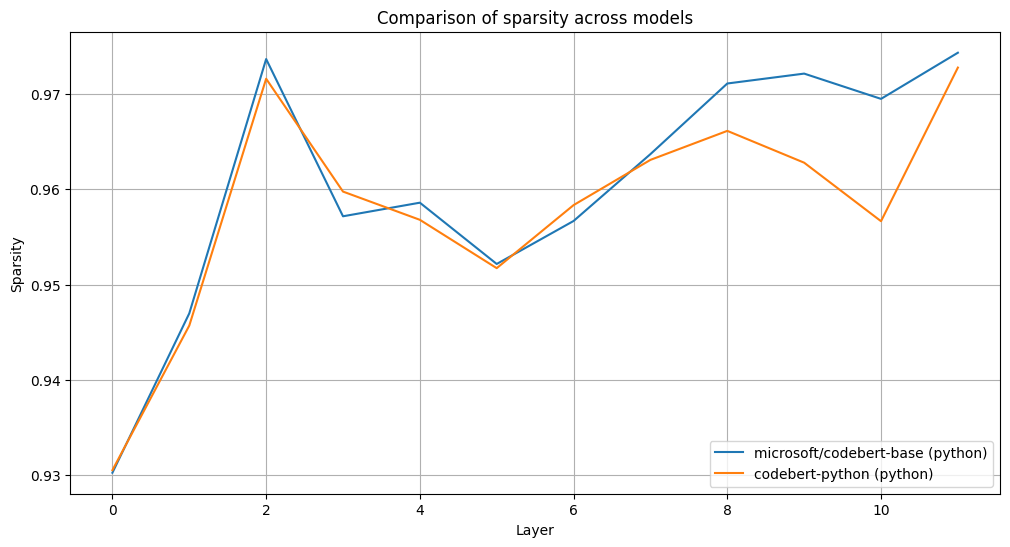 Comparison of sparsity across models
Sparsity
0.97
0.96
0.95
0.94
0.93
0 2 4 6 8 10
Layer
microsoft/codebert-base (python)
codebert-python (python)